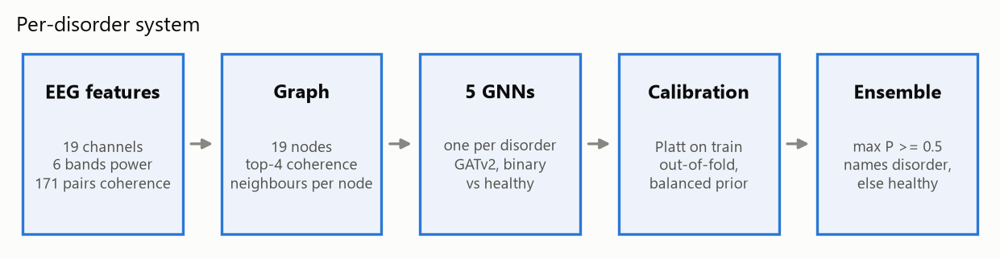 Per-disorder system
EEG features
19 channels
6 bands power
171 pairs coherence
Graph
19 nodes
top-4 coherence
neighbours per node
5 GNNs
one per disorder
GATv2, binary
vs healthy
Calibration
Platt on train
out-of-fold,
balanced prior
Ensemble
max P >= 0.5
names disorder,
else healthy